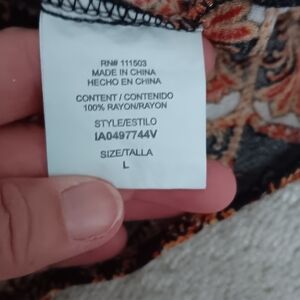 RN# 111503
MADE IN CHINA
HECHO EN CHINA
CONTENT / CONTENIDO
100% RAYON/RAYON
STYLE/ESTILO
IA0497744V
SIZE/TALLA
L